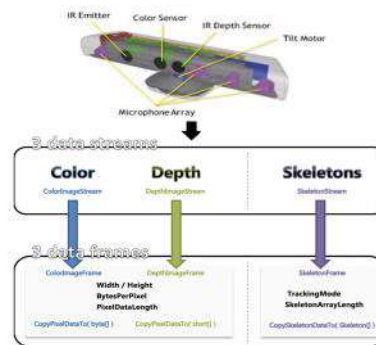 IR Emitter
Color Sensor
IR Depth Sensor
Tilt Motor
Microphone Array
3 data streams
Color
Depth
Skeletons
ColorImageStream
DepthImageStream
SkeletonStream
3 data frames
ColorImageFrame
DepthImageFrame
SkeletonFrame
Width / Height
BytesPerPixel
PixelDataLength
TrackingMode
SkeletonArrayLength
CopyPixelDataTo( byte[] )
CopyPixelDataTo( short[] )
CopySkeletonDataTo( Skeleton[] )